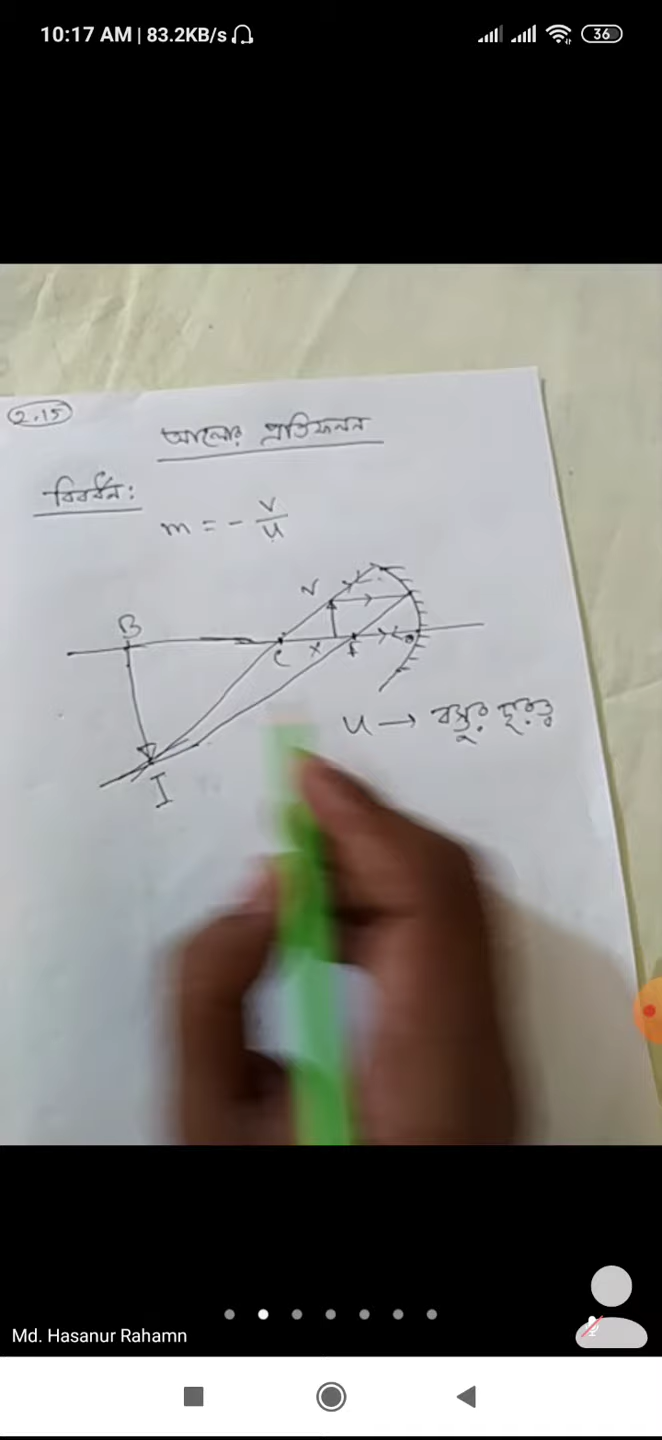 10:17 AM | 83.2KB/s
36
2.15
আলোর প্রতিফলন
বিবর্ধন:
m = - v/u
N
B
C
x
F
u → বস্তুর দূরত্ব
I
Md. Hasanur Rahamn